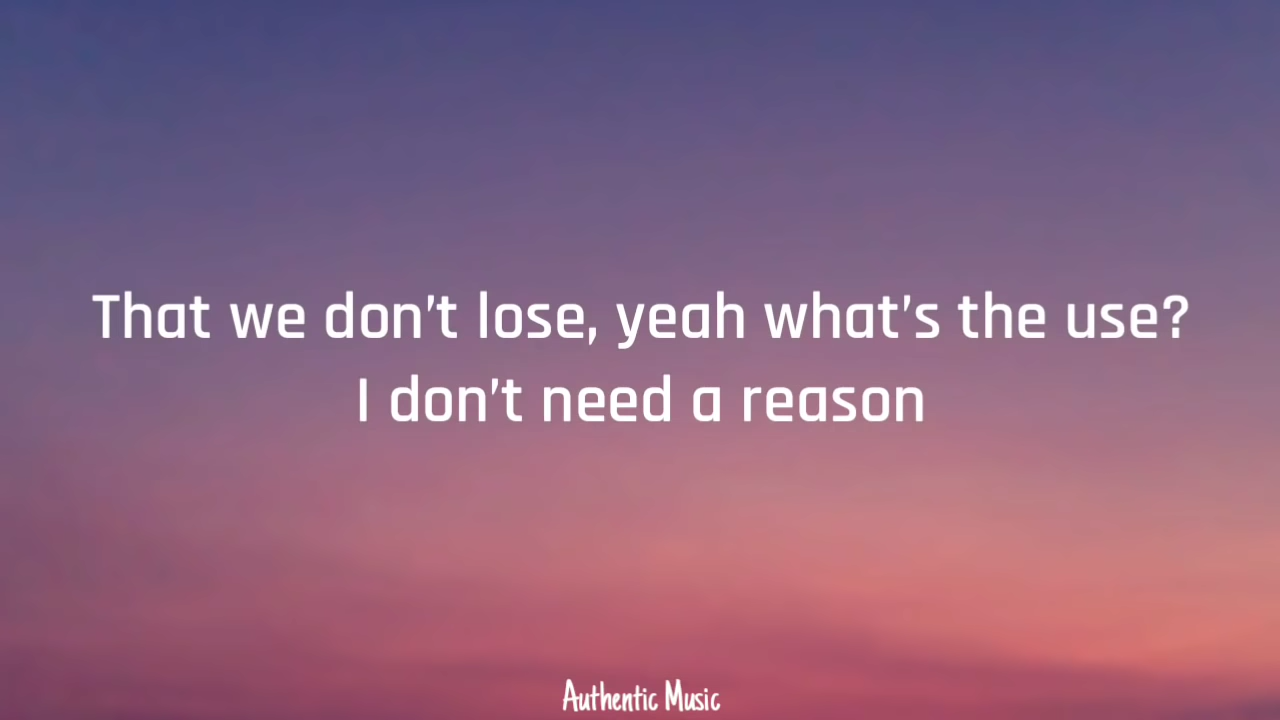 That we don't lose, yeah what's the use?
I don't need a reason
Authentic Music